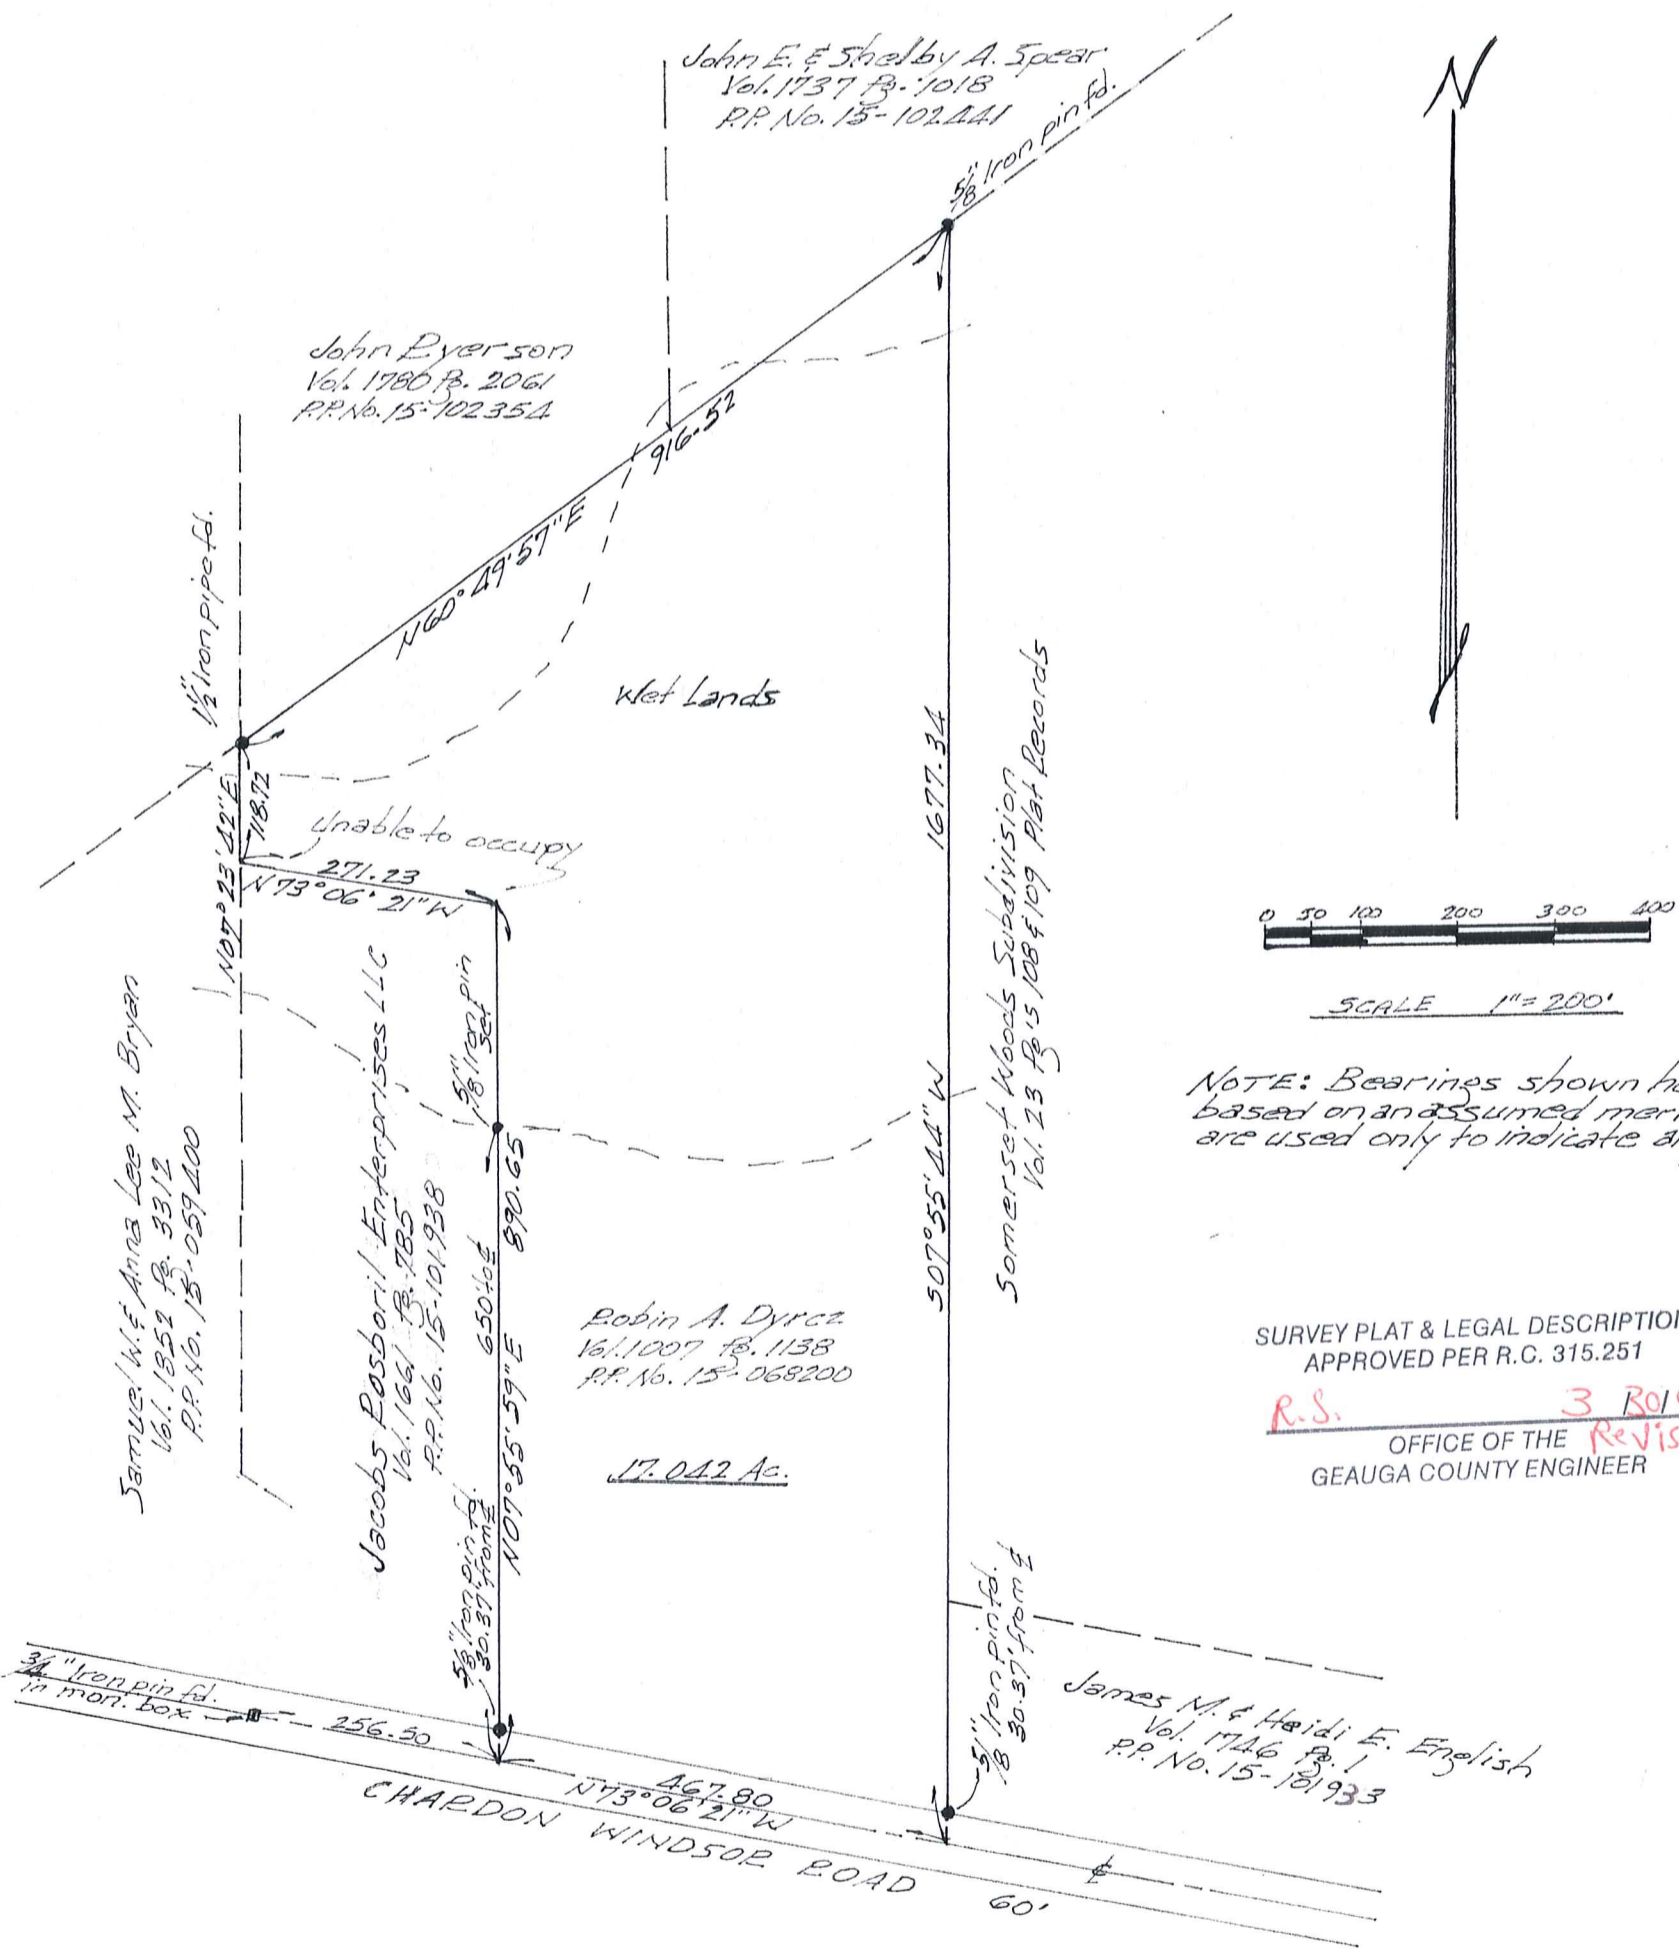 John E. & Shelby A. Spear
Vol. 1737 Pg. 1018
P.P. No. 15-102441
5/8" Iron pin fd.
N
John Ryerson
Vol. 1780 Pg. 2061
P.P. No. 15-102354
916.52
N60°49'57"E
Iron pipe fd.
Wet Lands
N07°23'42"E
118.72
Unable to occupy
271.23
N73°06'21"W
1677.34
S07°55'44"W
Somerset Woods Subdivision
Vol. 23 Pg's 108 & 109 Plat Records
0 50 100 200 300 400
SCALE 1"=200'
NOTE: Bearings shown
based on an assumed
are used only to indicate
Samuel W. & Anna Lee M. Bryan
Vol. 1852 Pg. 3312
P.P. No. 15-059400
Jacobs Rosboril Enterprises LLC
Vol. 1661 Pg. 785
P.P. No. 15-101938
5/8" Iron pin
set
650 to ℄
890.65
N07°55'59"E
5/8" Iron pin fd.
30.37' from ℄
Robin A. Dyrcz
Vol. 1007 Pg. 1138
P.P. No. 15-068200
17.042 Ac.
SURVEY PLAT & LEGAL DESCRIPTION
APPROVED PER R.C. 315.251
R.S. 3
OFFICE OF THE
GEAUGA COUNTY ENGINEER
5/8" Iron pin fd.
30.37' from ℄
James M. & Heidi E. English
Vol. 1746 Pg. 1
P.P. No. 15-101933
3/4" Iron pin fd.
in mon. box
256.50
467.80
N73°06'21"W
℄
CHARDON WINDSOR ROAD 60'